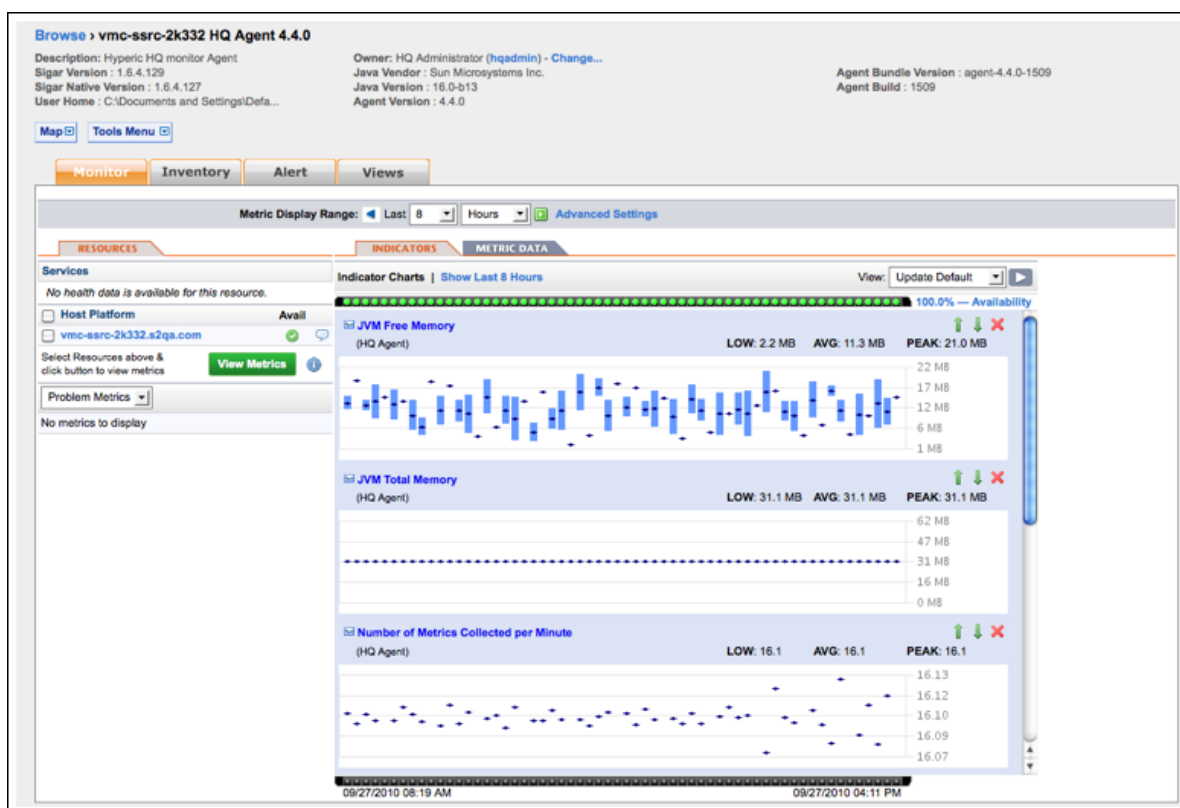 Browse › vmc-ssrc-2k332 HQ Agent 4.4.0
Description: Hyperic HQ monitor Agent
Sigar Version : 1.6.4.129
Sigar Native Version : 1.6.4.127
User Home : C:\Documents and Settings\Defa...
Owner: HQ Administrator (hqadmin) - Change...
Java Vendor : Sun Microsystems Inc.
Java Version : 16.0-b13
Agent Version : 4.4.0
Agent Bundle Version : agent-4.4.0-1509
Agent Build : 1509
Map Tools Menu
Monitor Inventory Alert Views
Metric Display Range: Last 8 Hours Advanced Settings
RESOURCES
Services
No health data is available for this resource.
Host Platform Avail
vmc-ssrc-2k332.s2qa.com
Select Resources above &
click button to view metrics
View Metrics
Problem Metrics
No metrics to display
INDICATORS METRIC DATA
Indicator Charts | Show Last 8 Hours View: Update Default
100.0% — Availability
JVM Free Memory
(HQ Agent) LOW: 2.2 MB AVG: 11.3 MB PEAK: 21.0 MB
22 MB
17 MB
12 MB
6 MB
1 MB
JVM Total Memory
(HQ Agent) LOW: 31.1 MB AVG: 31.1 MB PEAK: 31.1 MB
62 MB
47 MB
31 MB
16 MB
0 MB
Number of Metrics Collected per Minute
(HQ Agent) LOW: 16.1 AVG: 16.1 PEAK: 16.1
16.13
16.12
16.10
16.09
16.07
09/27/2010 08:19 AM 09/27/2010 04:11 PM